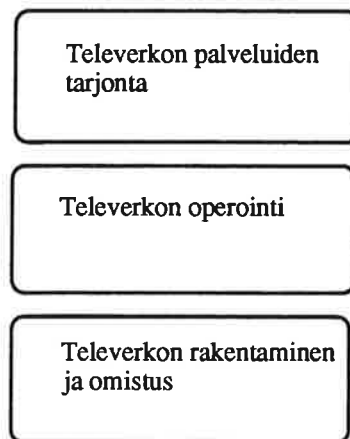 Televerkon palveluiden
tarjonta
Televerkon operointi
Televerkon rakentaminen
ja omistus